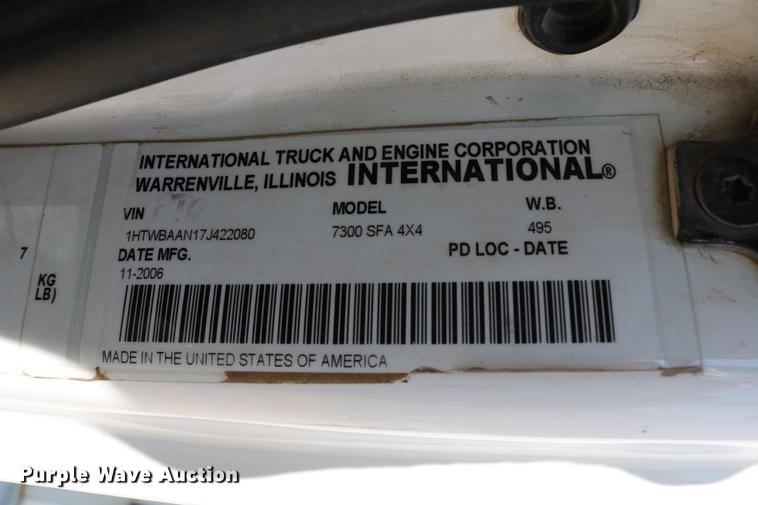 INTERNATIONAL TRUCK AND ENGINE CORPORATION
WARRENVILLE, ILLINOIS INTERNATIONAL®
VIN MODEL W.B.
1HTWBAAN17J422080 7300 SFA 4X4 495
DATE MFG. PD LOC - DATE
11-2006
7
KG
LB)
MADE IN THE UNITED STATES OF AMERICA
Purple Wave Auction